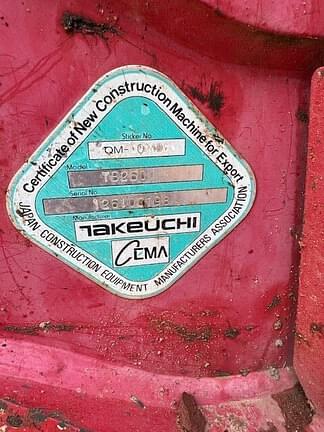 Certificate of New Construction Machine for Export
Sticker No.
QM-
Model
TB260
Serial No.
Manufacturer
TAKEUCHI
CEMA
JAPAN CONSTRUCTION EQUIPMENT MANUFACTURERS ASSOCIATION